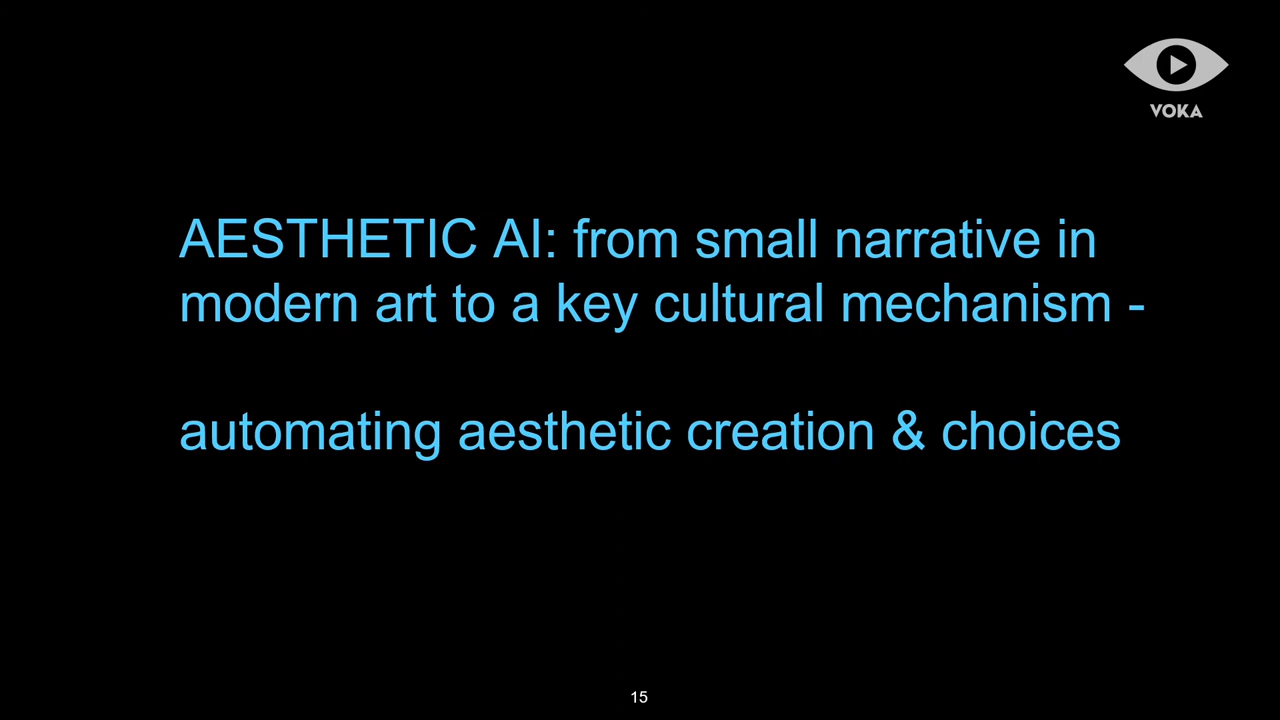 VOKA
AESTHETIC AI: from small narrative in
modern art to a key cultural mechanism -
automating aesthetic creation & choices
15